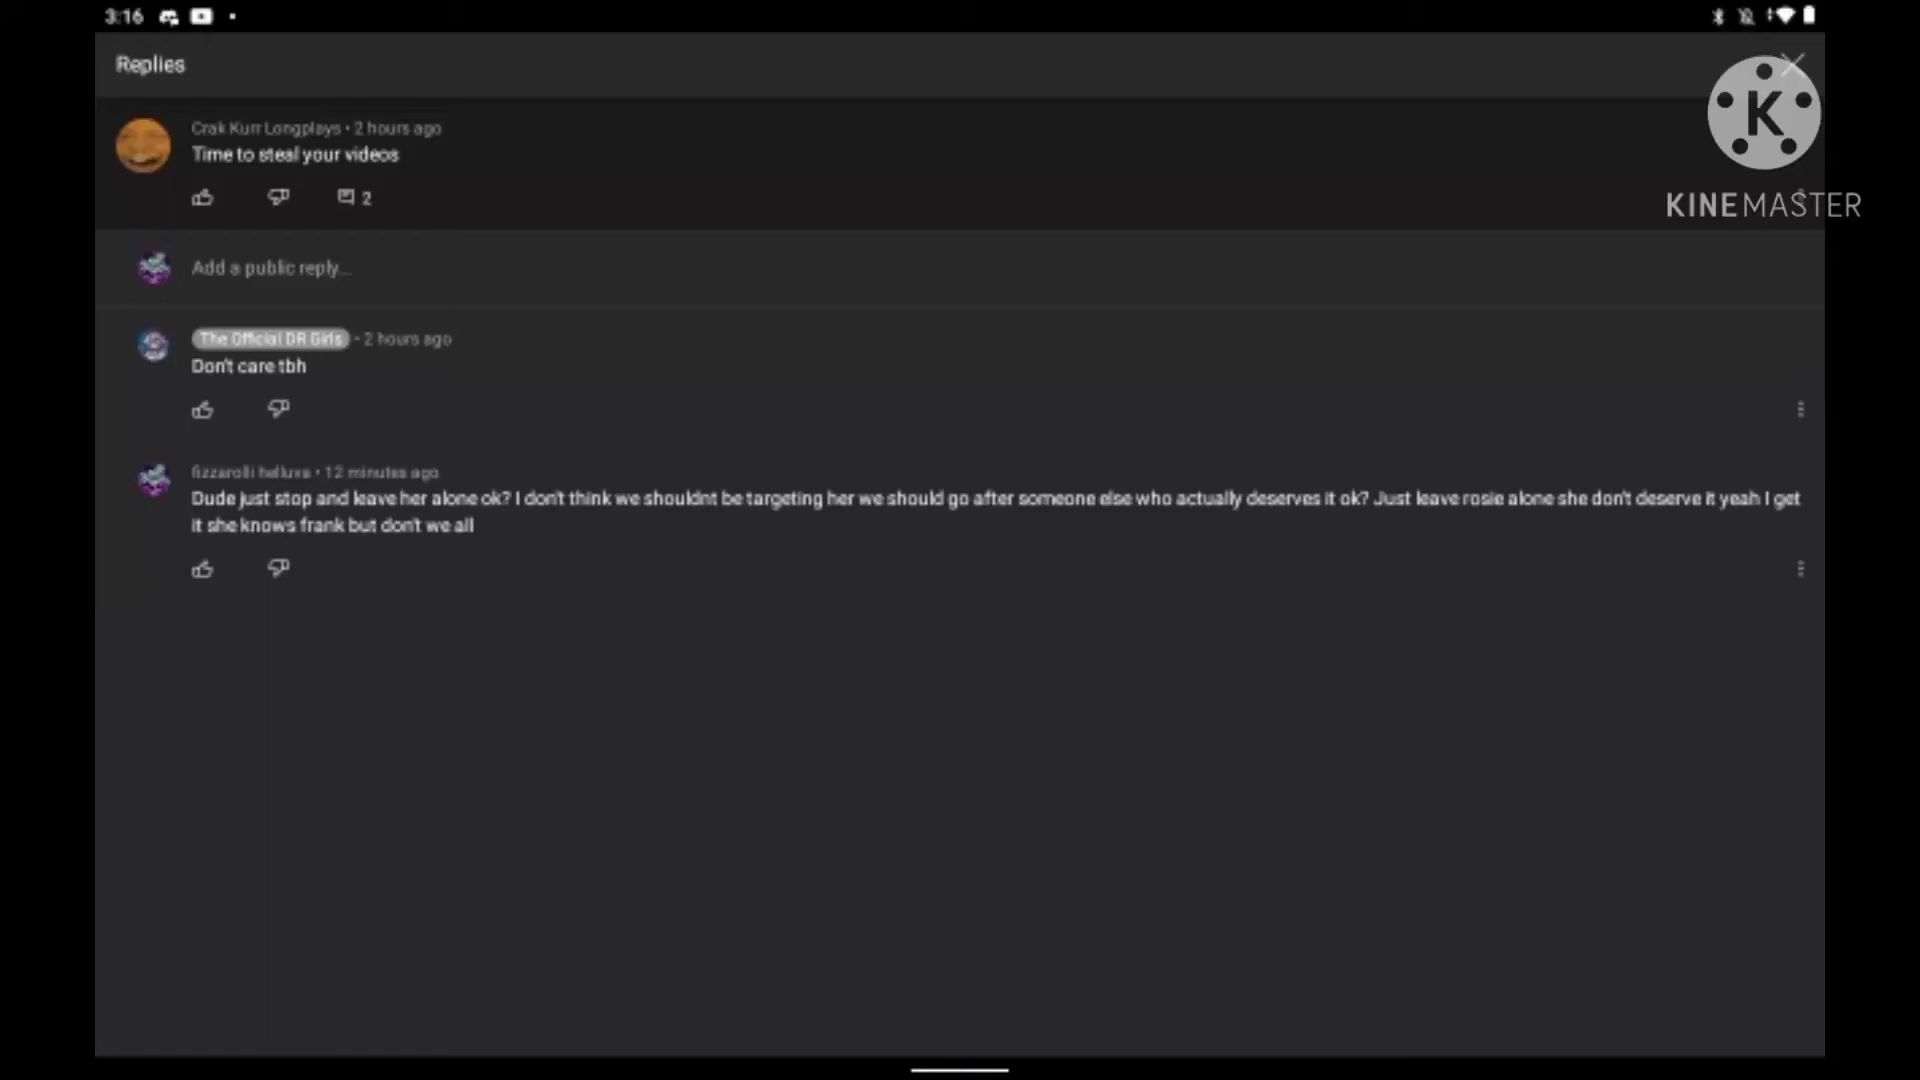 3:16
Replies
Crak Kurr Longplays • 2 hours ago
Time to steal your videos
2
Add a public reply...
The Official DR Girls • 2 hours ago
Don't care tbh
fizzarolli helluva • 12 minutes ago
Dude just stop and leave her alone ok? I don't think we shouldnt be targeting her we should go after someone else who actually deserves it ok? Just leave rosie alone she don't deserve it yeah I get
it she knows frank but don't we all
K
KINEMASTER